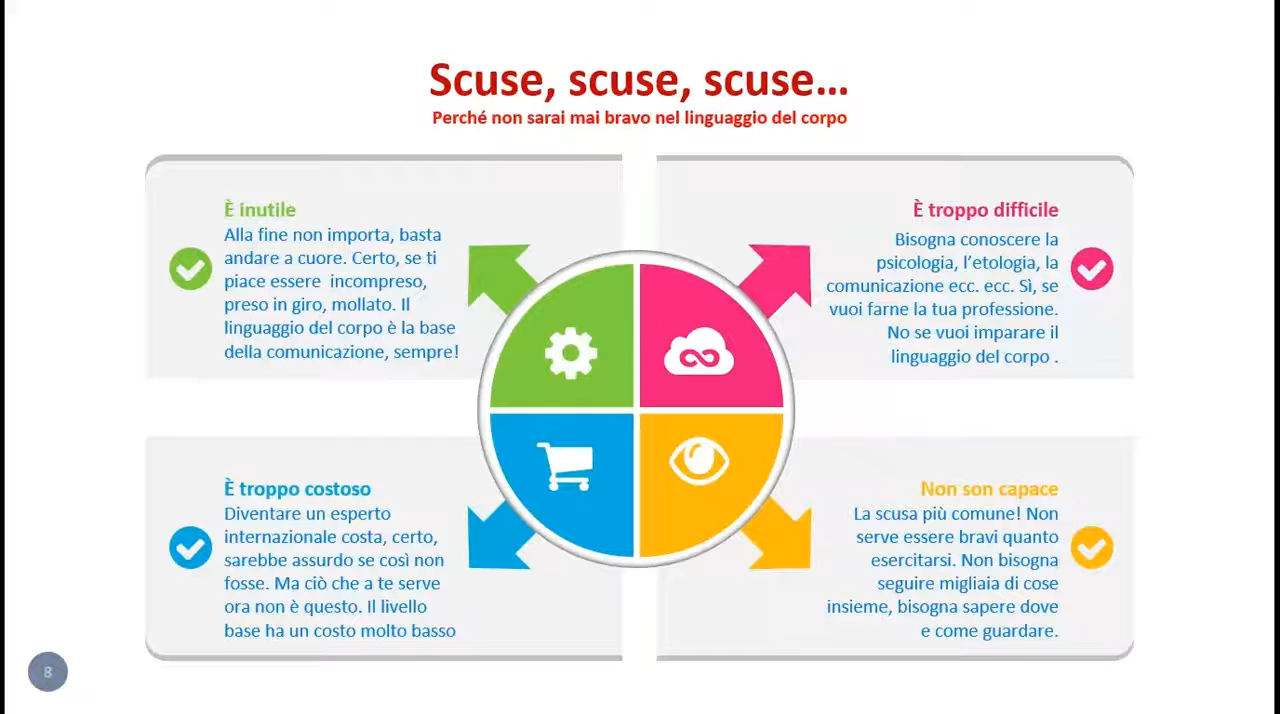 Scuse, scuse, scuse...
Perché non sarai mai bravo nel linguaggio del corpo
È inutile
Alla fine non importa, basta
andare a cuore. Certo, se ti
piace essere incompreso,
preso in giro, mollato. Il
linguaggio del corpo è la base
della comunicazione, sempre!
È troppo difficile
Bisogna conoscere la
psicologia, l'etologia, la
comunicazione ecc. ecc. Sì, se
vuoi farne la tua professione.
No se vuoi imparare il
linguaggio del corpo .
È troppo costoso
Diventare un esperto
internazionale costa, certo,
sarebbe assurdo se così non
fosse. Ma ciò che a te serve
ora non è questo. Il livello
base ha un costo molto basso
Non son capace
La scusa più comune! Non
serve essere bravi quanto
esercitarsi. Non bisogna
seguire migliaia di cose
insieme, bisogna sapere dove
e come guardare.
8